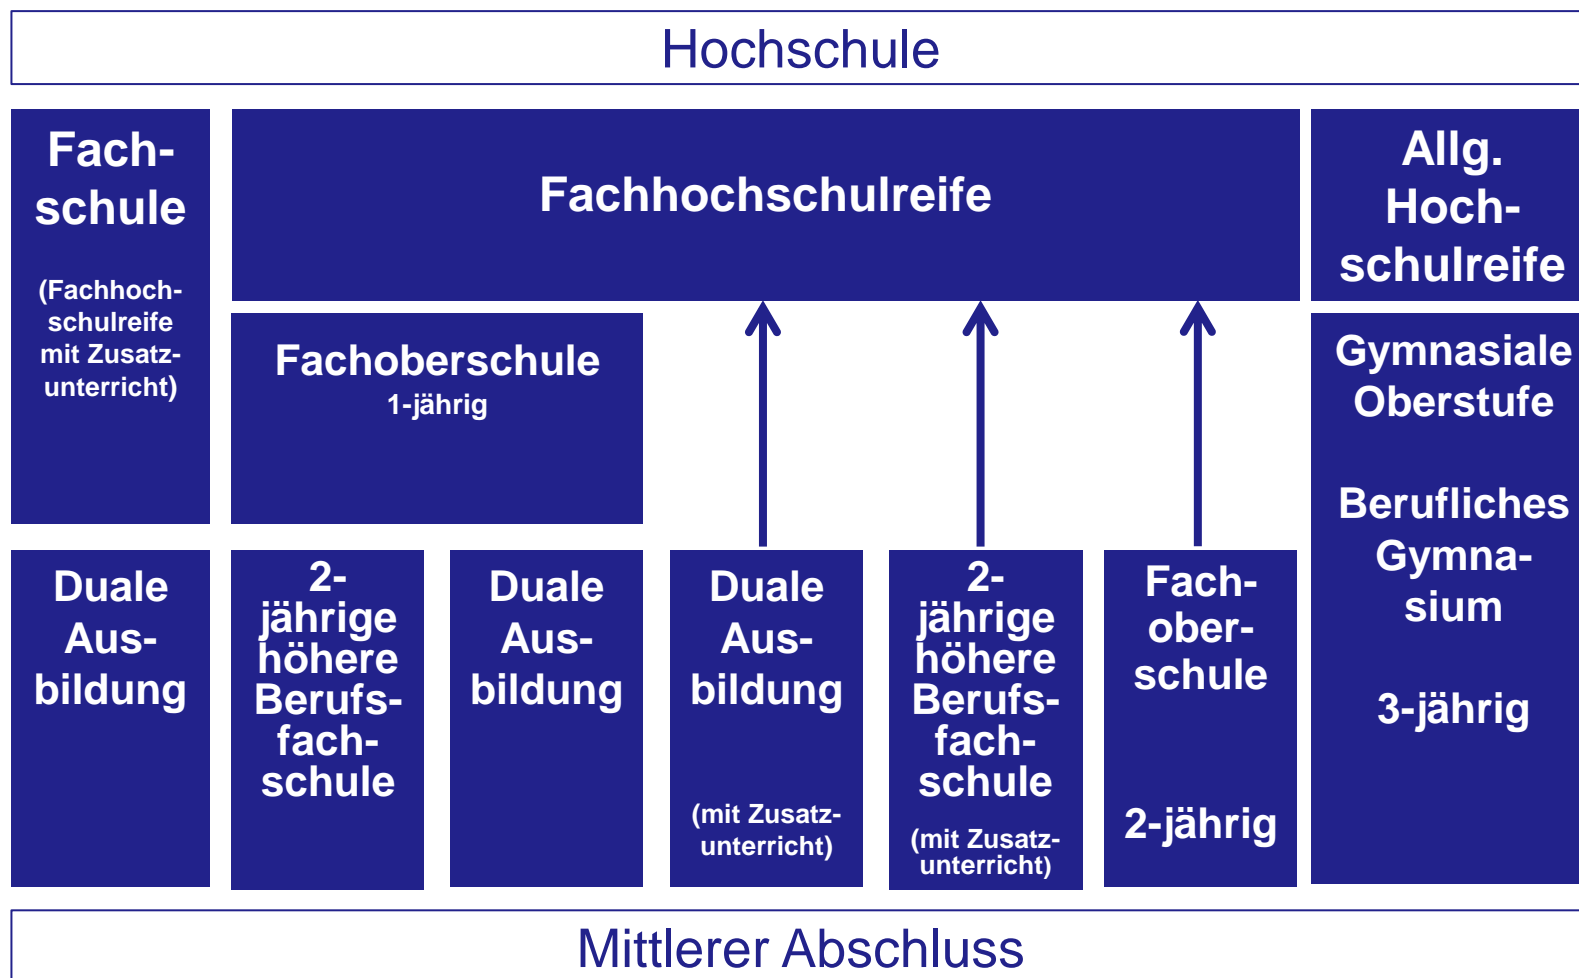 Hochschule
Fach-
schule
(Fachhoch-
schulreife
mit Zusatz-
unterricht)
Fachhochschulreife
Allg.
Hoch-
schulreife
Fachoberschule
1-jährig
Gymnasiale
Oberstufe
Berufliches
Gymna-
sium
3-jährig
Duale
Aus-
bildung
2-
jährige
höhere
Berufs-
fach-
schule
Duale
Aus-
bildung
Duale
Aus-
bildung
(mit Zusatz-
unterricht)
2-
jährige
höhere
Berufs-
fach-
schule
(mit Zusatz-
unterricht)
Fach-
ober-
schule
2-jährig
Mittlerer Abschluss